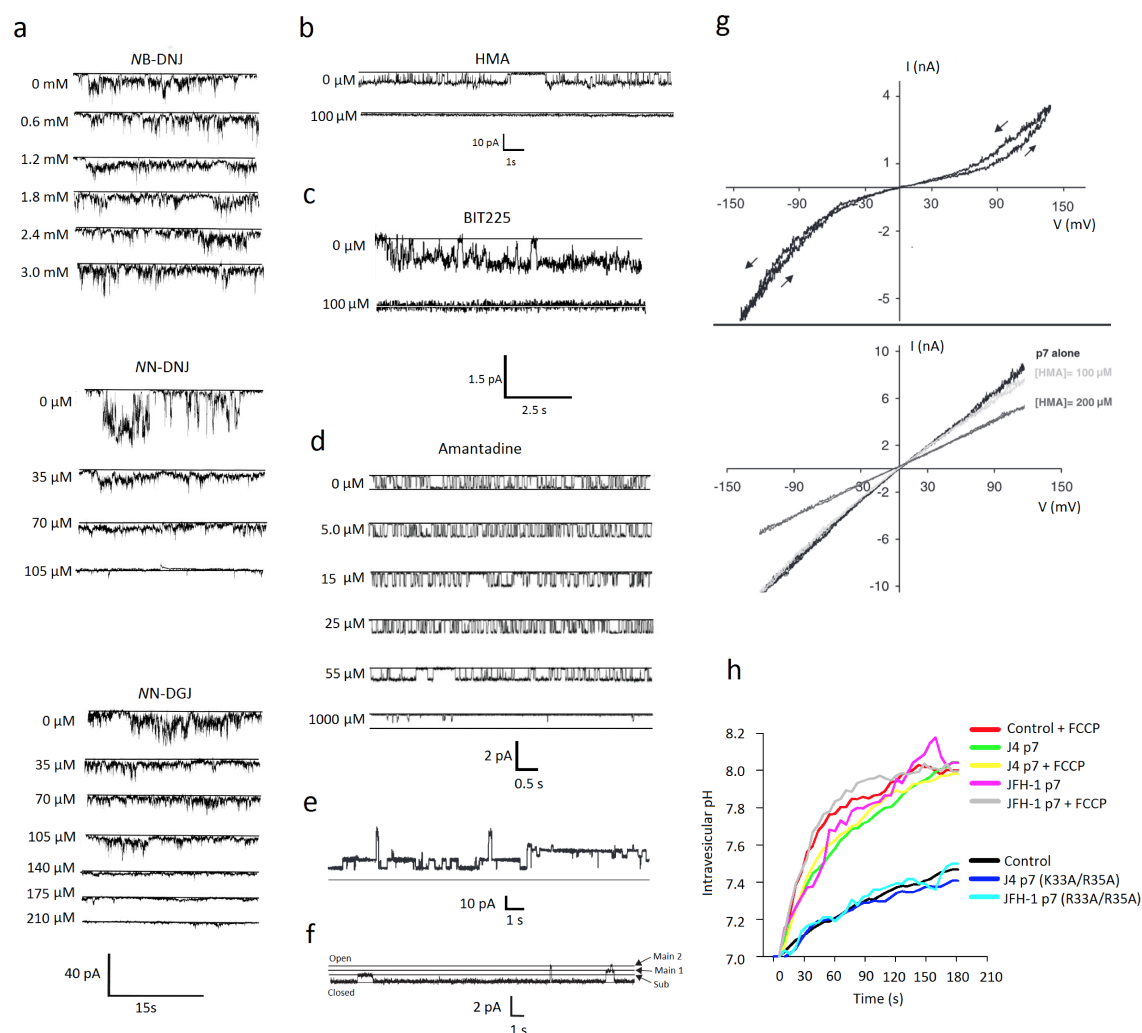 a
NB-DNJ
0 mM
0.6 mM
1.2 mM
1.8 mM
2.4 mM
3.0 mM
NN-DNJ
0 µM
35 µM
70 µM
105 µM
NN-DGJ
0 µM
35 µM
70 µM
105 µM
140 µM
175 µM
210 µM
40 pA
15s
b
HMA
0 µM
100 µM
10 pA
1s
c
BIT225
0 µM
100 µM
1.5 pA
2.5 s
d
Amantadine
0 µM
5.0 µM
15 µM
25 µM
55 µM
1000 µM
2 pA
0.5 s
e
10 pA
1 s
f
Open
Closed
Main 2
Main 1
Sub
2 pA
1 s
g
I (nA)
4
1
-2
-5
-150
-90
-30
30
90
150
V (mV)
I (nA)
10
6
2
-2
-6
-10
-150
-90
-30
30
90
150
V (mV)
p7 alone
[HMA]= 100 µM
[HMA]= 200 µM
h
Intravesicular pH
8.2
8.0
7.8
7.6
7.4
7.2
7.0
0
30
60
90
120
150
180
210
Time (s)
Control + FCCP
J4 p7
J4 p7 + FCCP
JFH-1 p7
JFH-1 p7 + FCCP
Control
J4 p7 (K33A/R35A)
JFH-1 p7 (R33A/R35A)